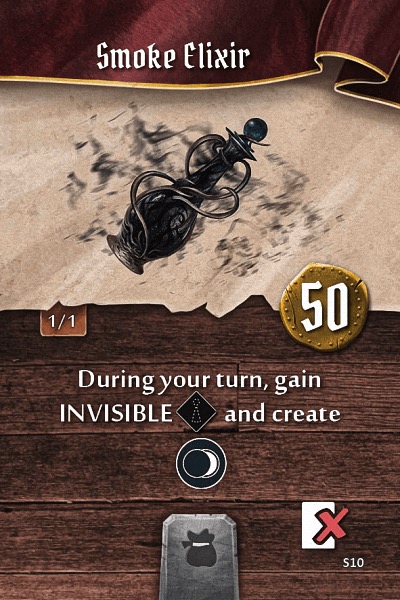 Smoke Elixir
1/1
50
During your turn, gain
INVISIBLE and create
S10